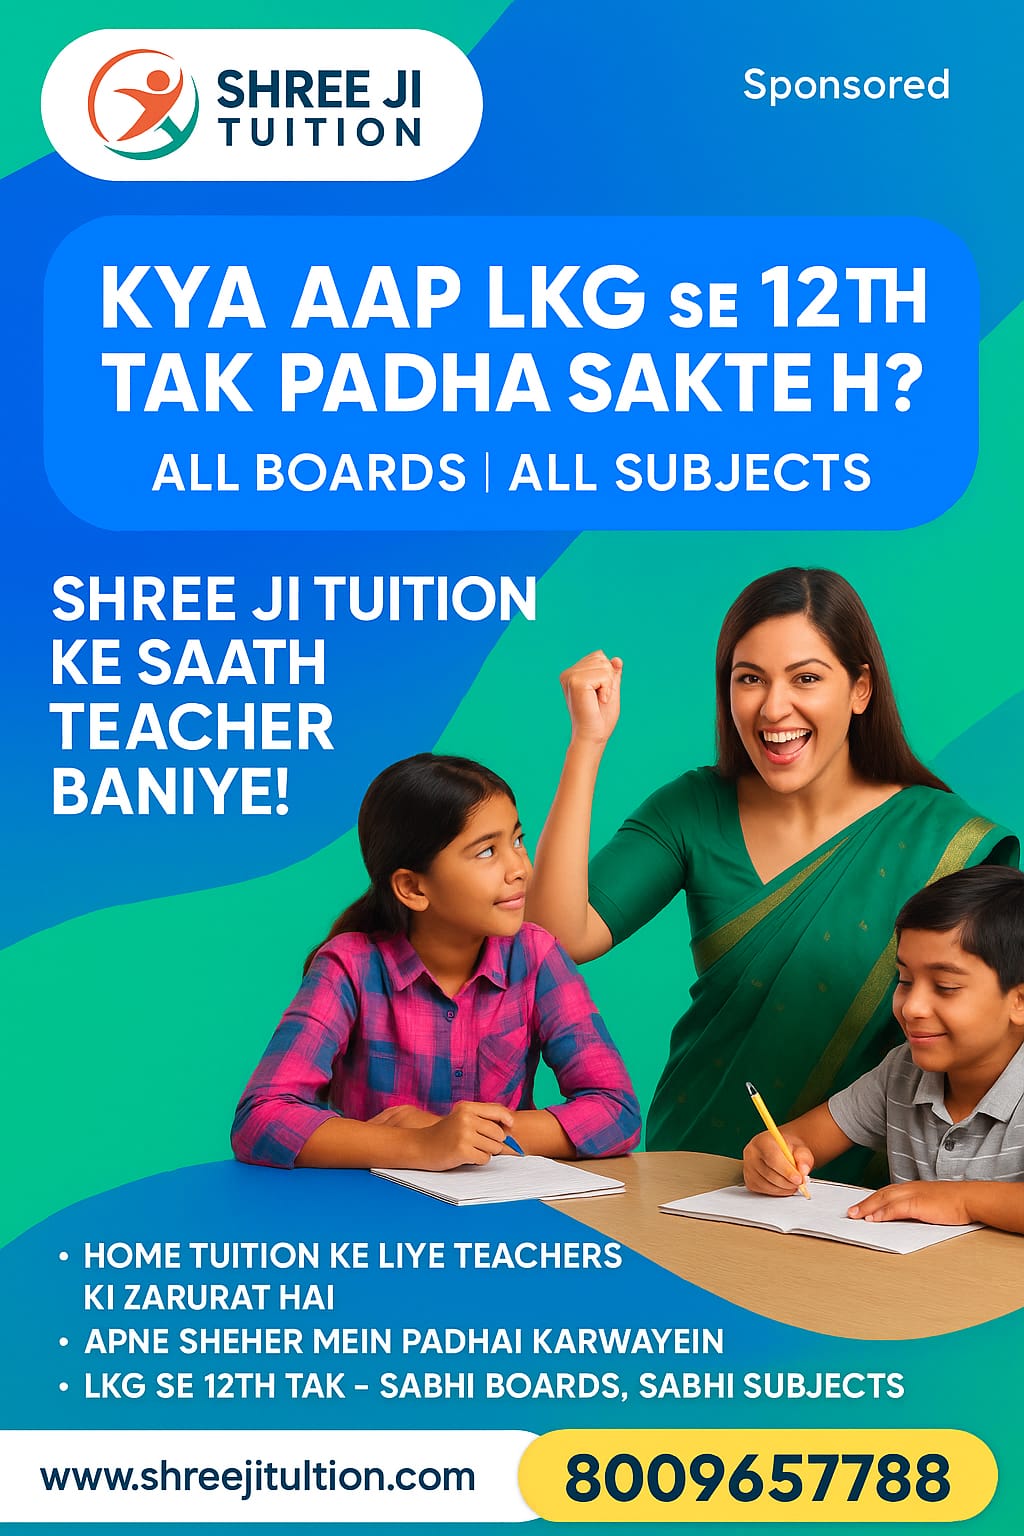 SHREE JI
TUITION
Sponsored
KYA AAP LKG SE 12TH
TAK PADHA SAKTE H?
ALL BOARDS | ALL SUBJECTS
SHREE JI TUITION
KE SAATH
TEACHER
BANIYE!
• HOME TUITION KE LIYE TEACHERS
KI ZARURAT HAI
• APNE SHEHER MEIN PADHAI KARWAYEIN
• LKG SE 12TH TAK - SABHI BOARDS, SABHI SUBJECTS
www.shreejitultion.com
8009657788